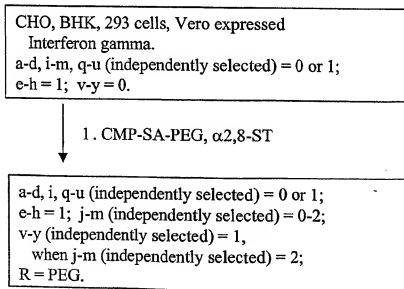 CHO, BHK, 293 cells, Vero expressed
Interferon gamma.
a-d, i-m, q-u (independently selected) = 0 or 1;
e-h = 1; v-y = 0.
1. CMP-SA-PEG, α2,8-ST
a-d, i, q-u (independently selected) = 0 or 1;
e-h = 1; j-m (independently selected) = 0-2;
v-y (independently selected) = 1,
when j-m (independently selected) = 2;
R = PEG.